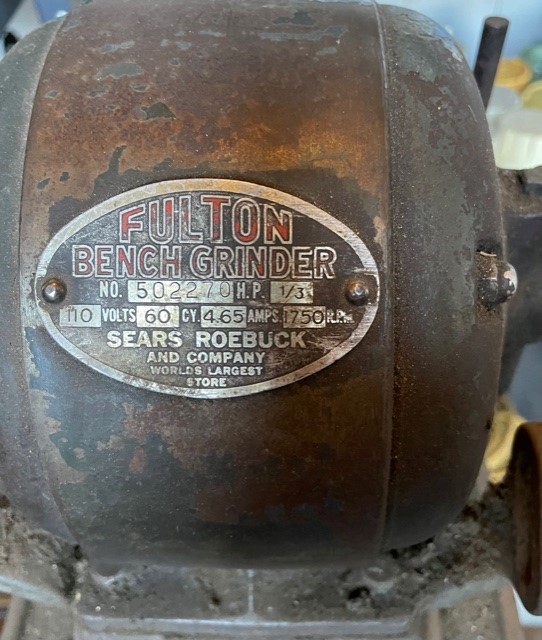 FULTON
BENCH GRINDER
NO. 502270 H.P. 1/3
110 VOLTS 60 CY. 4.65 AMPS. 1750 R.P.M.
SEARS ROEBUCK
AND COMPANY
WORLDS LARGEST
STORE